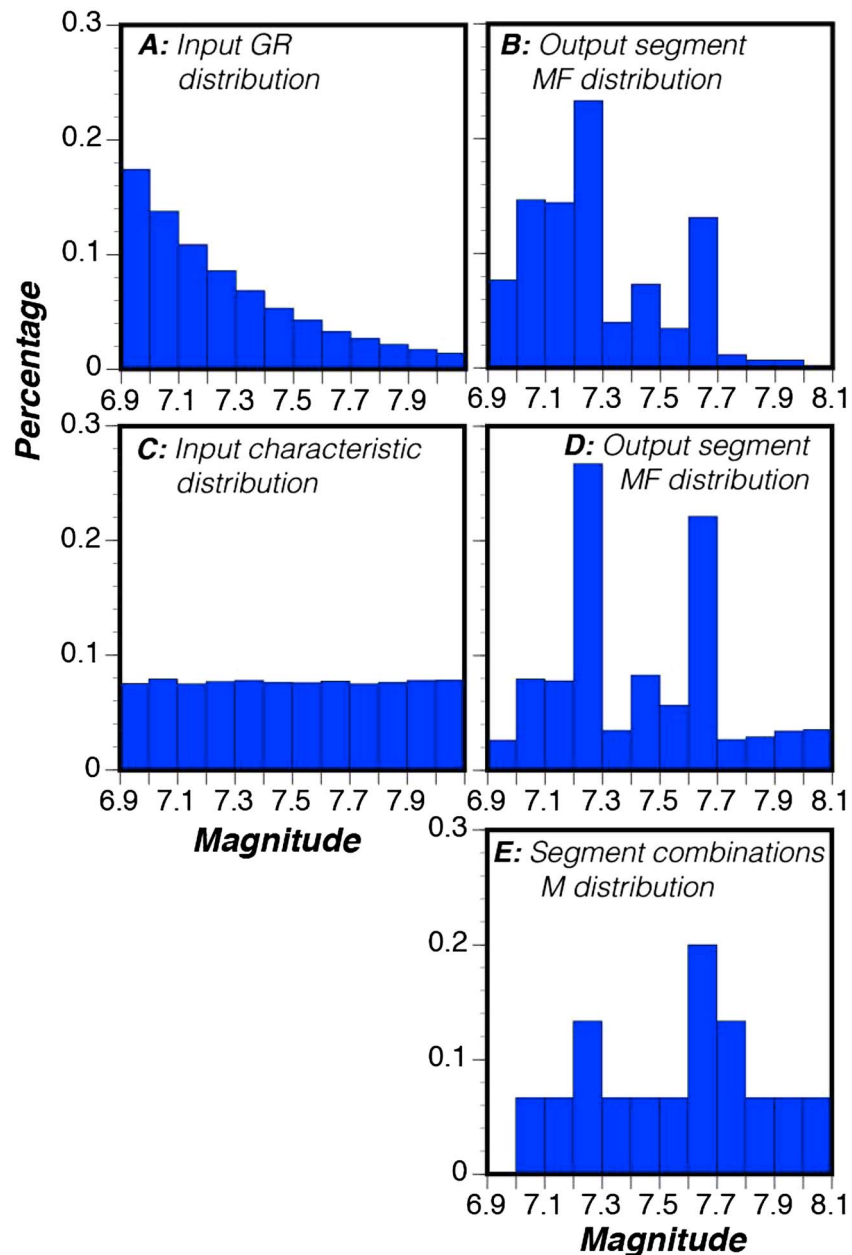 0.3
A: Input GR
distribution
0.2
0.1
0
6.9 7.1 7.3 7.5 7.7 7.9
B: Output segment
MF distribution
6.9 7.1 7.3 7.5 7.7 7.9 8.1
Percentage
0.3
C: Input characteristic
distribution
0.2
0.1
0
6.9 7.1 7.3 7.5 7.7 7.9
Magnitude
D: Output segment
MF distribution
6.9 7.1 7.3 7.5 7.7 7.9 8.1
0.3
E: Segment combinations
M distribution
0.2
0.1
0
6.9 7.1 7.3 7.5 7.7 7.9 8.1
Magnitude